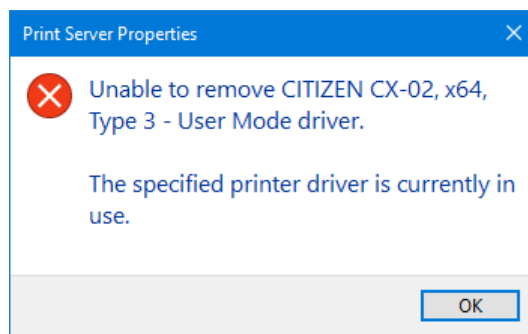 Print Server Properties
Unable to remove CITIZEN CX-02, x64,
Type 3 - User Mode driver.
The specified printer driver is currently in
use.
OK